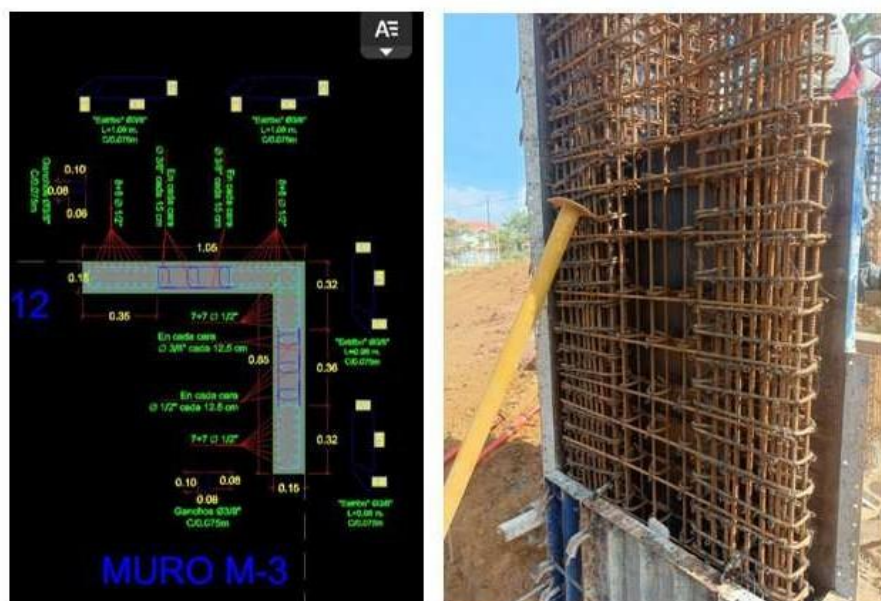 "Estribo" Ø3/8"
L=1.09 m.
C/0.075m
"Estribo" Ø3/8"
L=1.09 m.
C/0.075m
Ganchos Ø3/8"
C/0.075m
0.10
0.08
0.06
8+8 ∅ 1/2"
∅ 3/8" cada 15 cm
En cada cara
∅ 3/8" cada 15 cm
En cada cara
8+8 ∅ 1/2"
1.05
0.15
12
0.35
0.32
7+7 ∅ 1/2"
En cada cara
∅ 3/8" cada 12.5 cm
0.85
0.36
En cada cara
∅ 1/2" cada 12.5 cm
"Estribo" Ø3/8"
C/0.075m
7+7 ∅ 1/2"
0.32
0.10
0.08
0.08
0.15
Ganchos Ø3/8"
C/0.075m
"Estribo" Ø3/8"
C/0.075m
MURO M-3